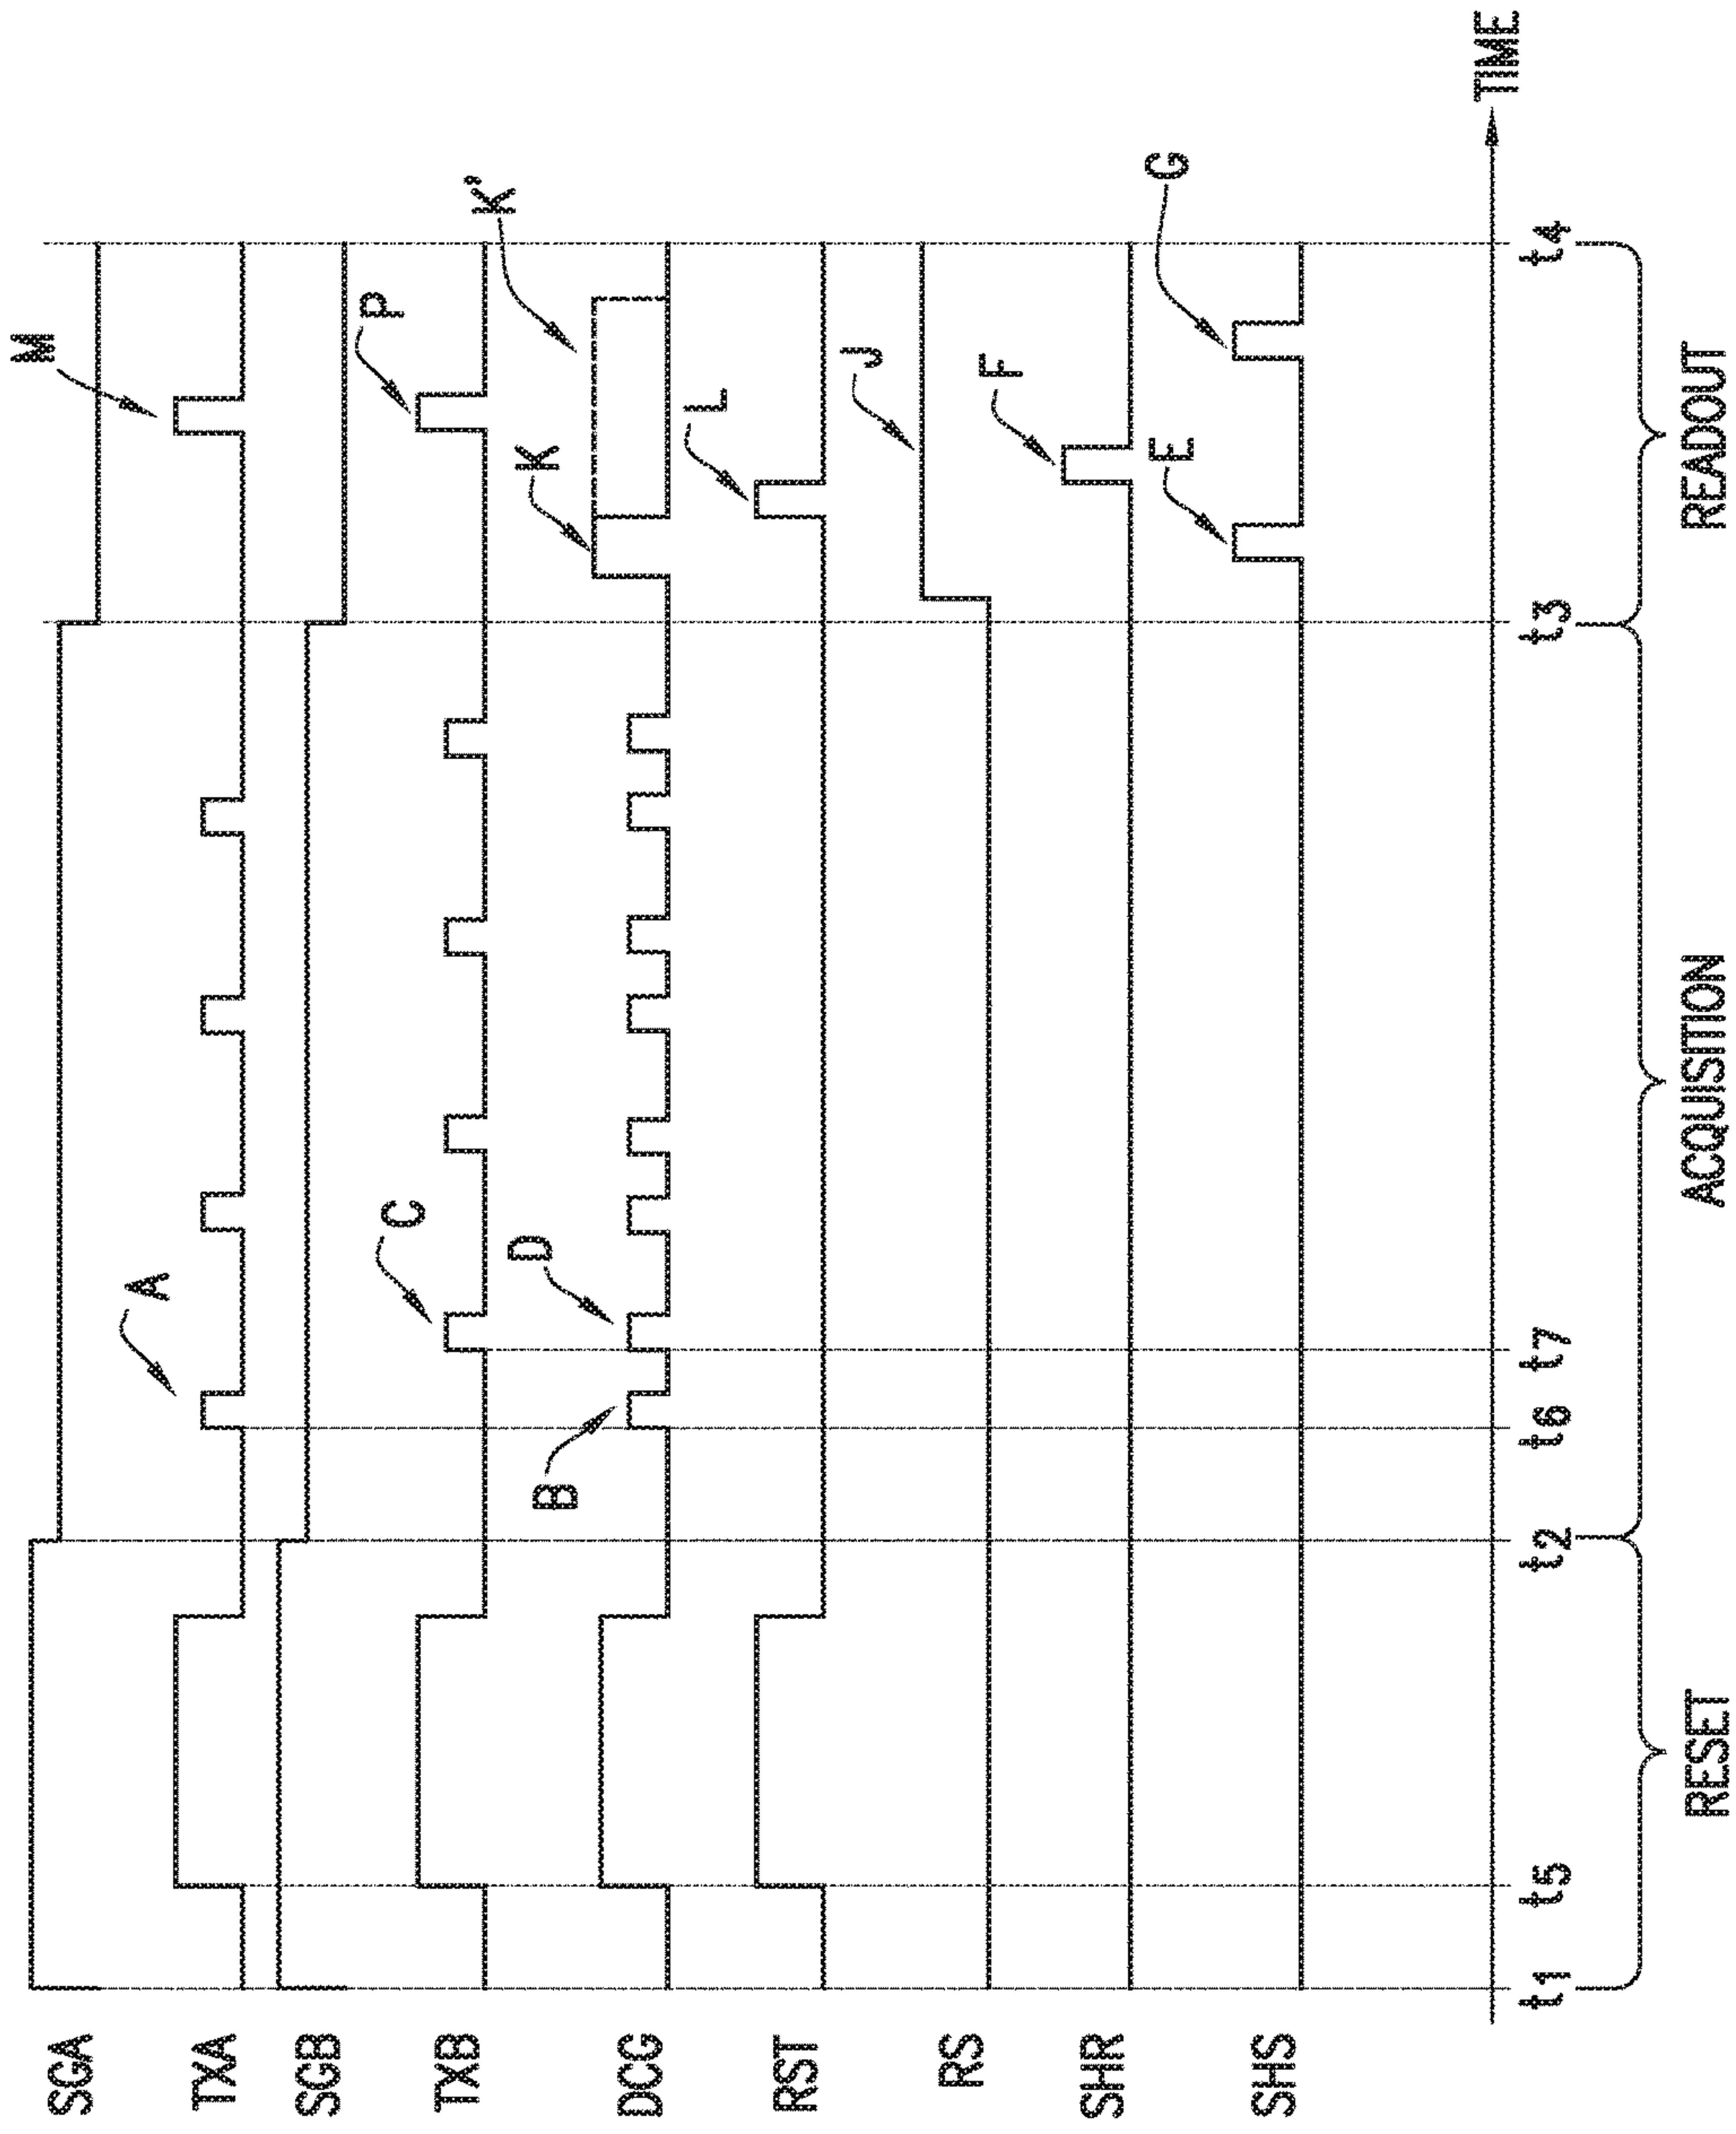 SGA
TXA
SGB
TXB
DCG
RST
RS
SHR
SHS
A
M
C
P
B
D
K
K'
L
J
F
E
G
t1
t5
t2
t6
t7
t3
t4
TIME
RESET
ACQUISITION
READOUT